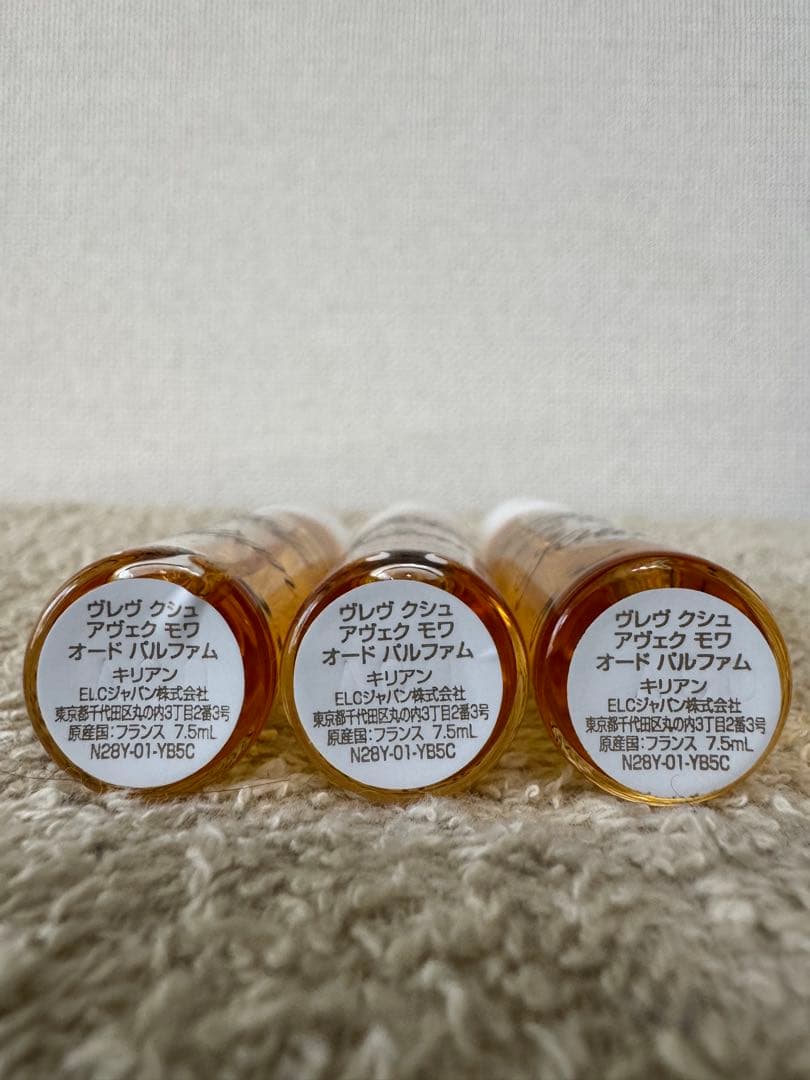 ヴレヴ クシュ
アヴェク モワ
オード パルファム
キリアン
ELCジャパン株式会社
東京都千代田区丸の内3丁目2番3号
原産国:フランス 7.5mL
N28Y-01-YB5C
ヴレヴ クシュ
アヴェク モワ
オード パルファム
キリアン
ELCジャパン株式会社
東京都千代田区丸の内3丁目2番3号
原産国:フランス 7.5mL
N28Y-01-YB5C
ヴレヴ クシュ
アヴェク モワ
オード パルファム
キリアン
ELCジャパン株式会社
東京都千代田区丸の内3丁目2番3号
原産国:フランス 7.5mL
N28Y-01-YB5C